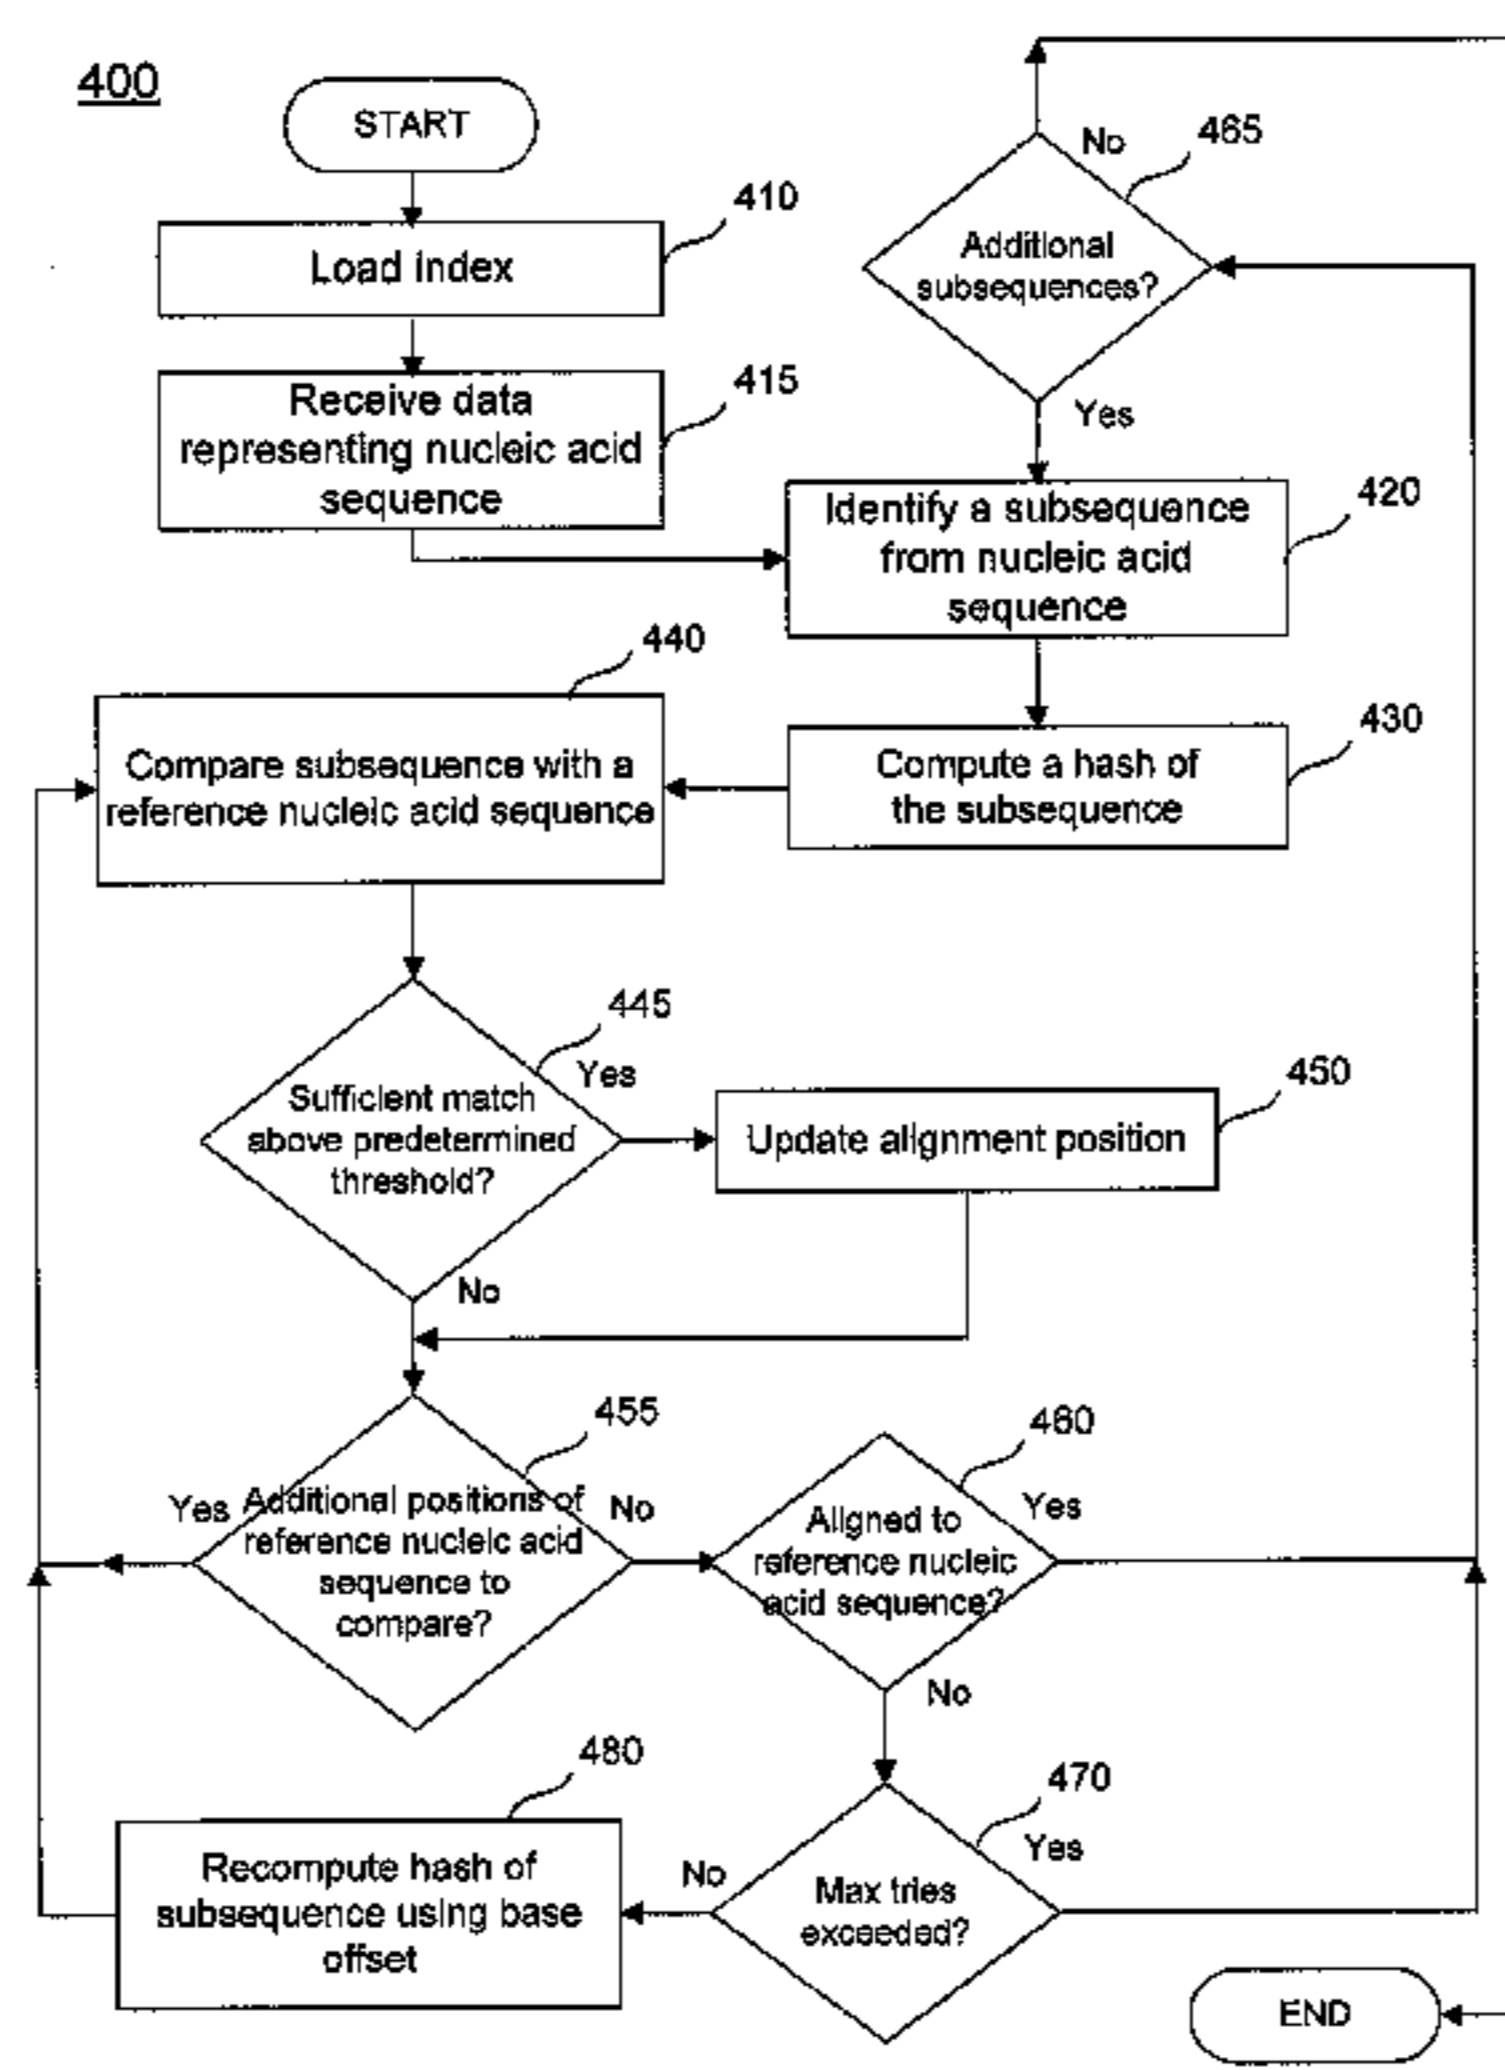 400
START
410
Load Index
415
Receive data
representing nucleic acid
sequence
No
465
Additional
subsequences?
Yes
420
Identify a subsequence
from nucleic acid
sequence
430
Compute a hash of
the subsequence
440
Compare subsequence with a
reference nucleic acid sequence
445
Yes
Sufficient match
above predetermined
threshold?
No
450
Update alignment position
455
Yes
Additional positions of
reference nucleic acid
sequence to
compare?
No
460
Aligned to
reference nucleic
acid sequence?
Yes
No
470
Max tries
exceeded?
Yes
No
480
Recompute hash of
subsequence using base
offset
END